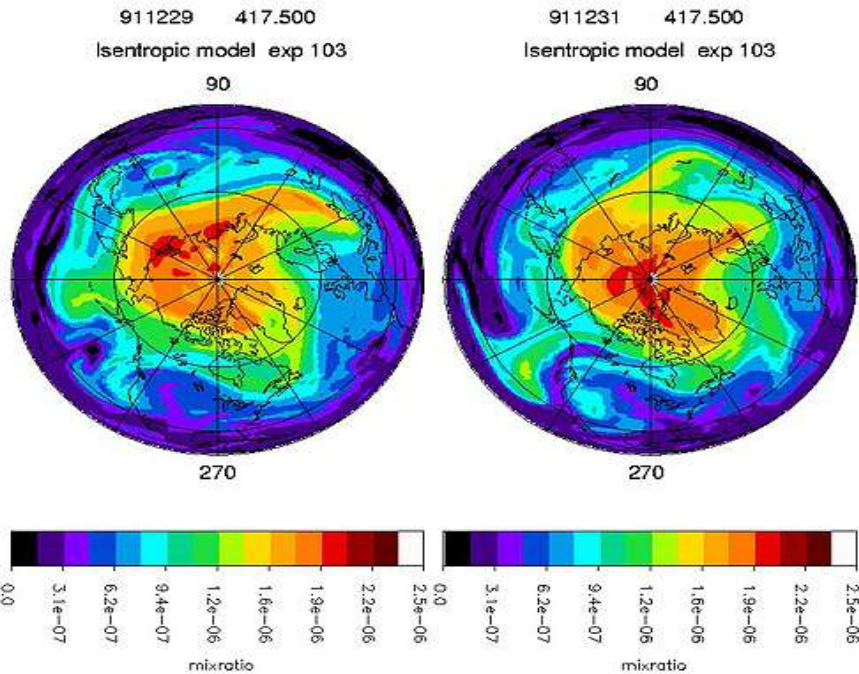 911229 417.500
Isentropic model exp 103
90
270
0.0 3.1e-07 6.2e-07 9.4e-07 1.2e-06 1.6e-06 1.9e-06 2.2e-06 2.5e-06
mixratio
911231 417.500
Isentropic model exp 103
90
270
0.0 3.1e-07 6.2e-07 9.4e-07 1.2e-06 1.6e-06 1.9e-06 2.2e-06 2.5e-06
mixratio